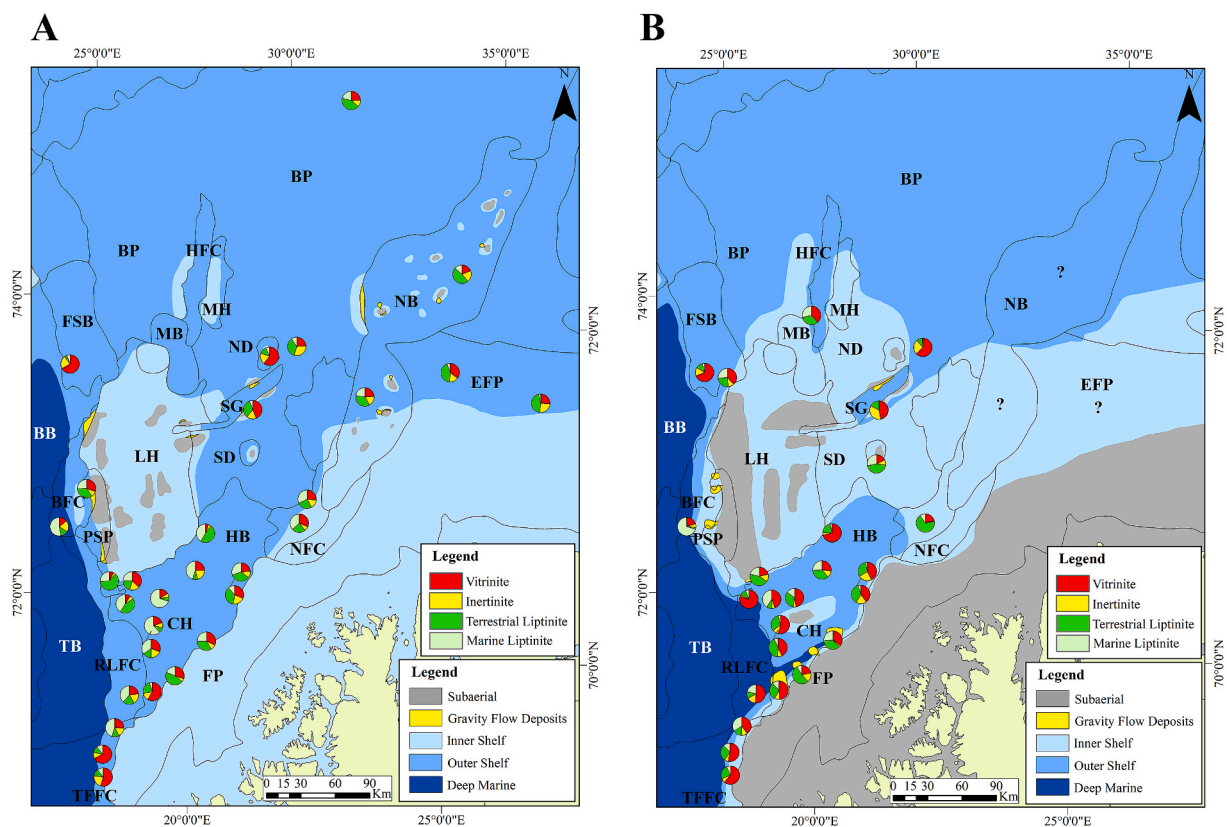 A
B
25°0'0"E 30°0'0"E 35°0'0"E
25°0'0"E 30°0'0"E 35°0'0"E
N
N
BP
BP
BP
HFC
BP
HFC
74°0'0"N
NB
?
74°0'0"N
NB
MH
MH
FSB
MB
72°0'0"N
FSB
MB
72°0'0"N
ND
ND
EFP
EFP
SG
?
?
SG
BB
LH
SD
BB
LH
SD
BFC
BFC
PSP
HB
NFC
PSP
HB
NFC
72°0'0"N
72°0'0"N
CH
CH
TB
RLFC
FP
70°0'0"N
TB
RLFC
FP
70°0'0"N
TFFC
TFFC
Legend
Vitrinite
Inertinite
Terrestrial Liptinite
Marine Liptinite
Legend
Subaerial
Gravity Flow Deposits
Inner Shelf
Outer Shelf
Deep Marine
0 15 30 60 90
Km
Legend
Vitrinite
Inertinite
Terrestrial Liptinite
Marine Liptinite
Legend
Subaerial
Gravity Flow Deposits
Inner Shelf
Outer Shelf
Deep Marine
0 15 30 60 90
Km
20°0'0"E 25°0'0"E
20°0'0"E 25°0'0"E